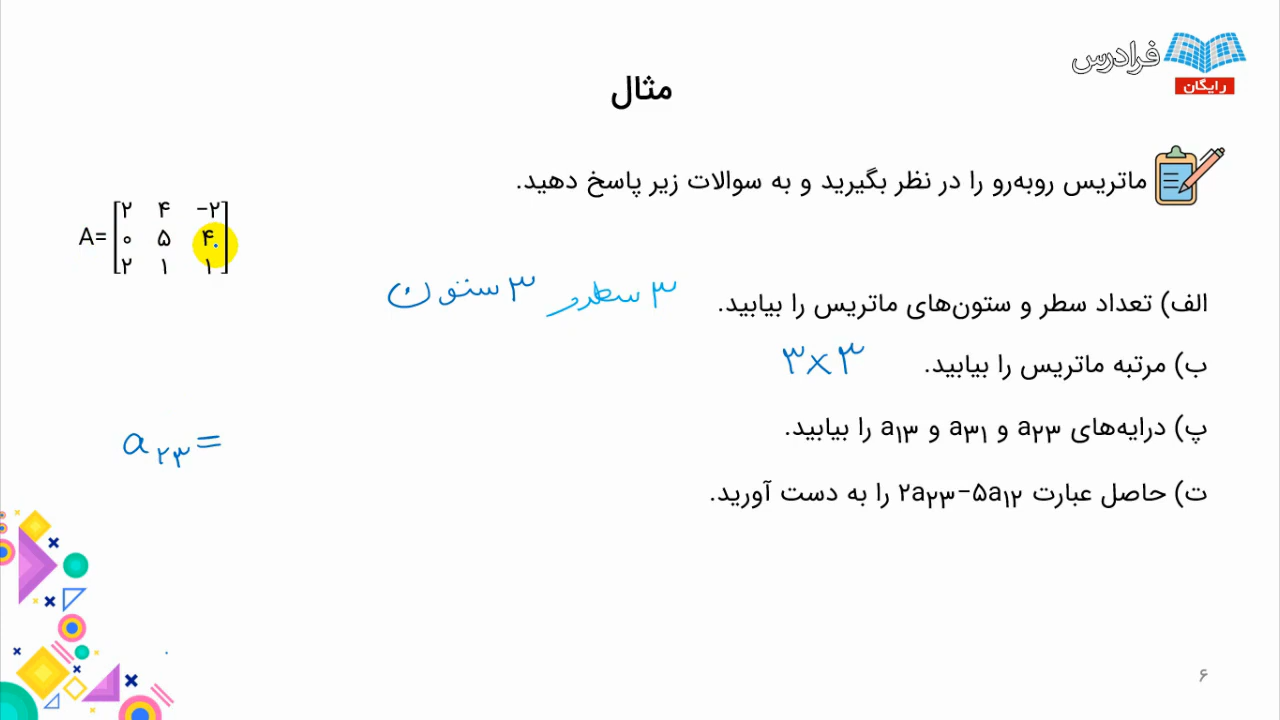 فرادرس
رایگان
مثال
ماتریس روبه‌رو را در نظر بگیرید و به سوالات زیر پاسخ دهید.
A= [۲ ۴ -۲
۰ ۵ ۴
۲ ۱ ۱]
الف) تعداد سطر و ستون‌های ماتریس را بیابید. ۳ سطر و ۳ ستون
ب) مرتبه ماتریس را بیابید. ۳×۳
پ) درایه‌های a۲۳ و a۳۱ و a۱۳ را بیابید.
a۲۳ =
ت) حاصل عبارت ۲a۲۳-۵a۱۲ را به دست آورید.
۶